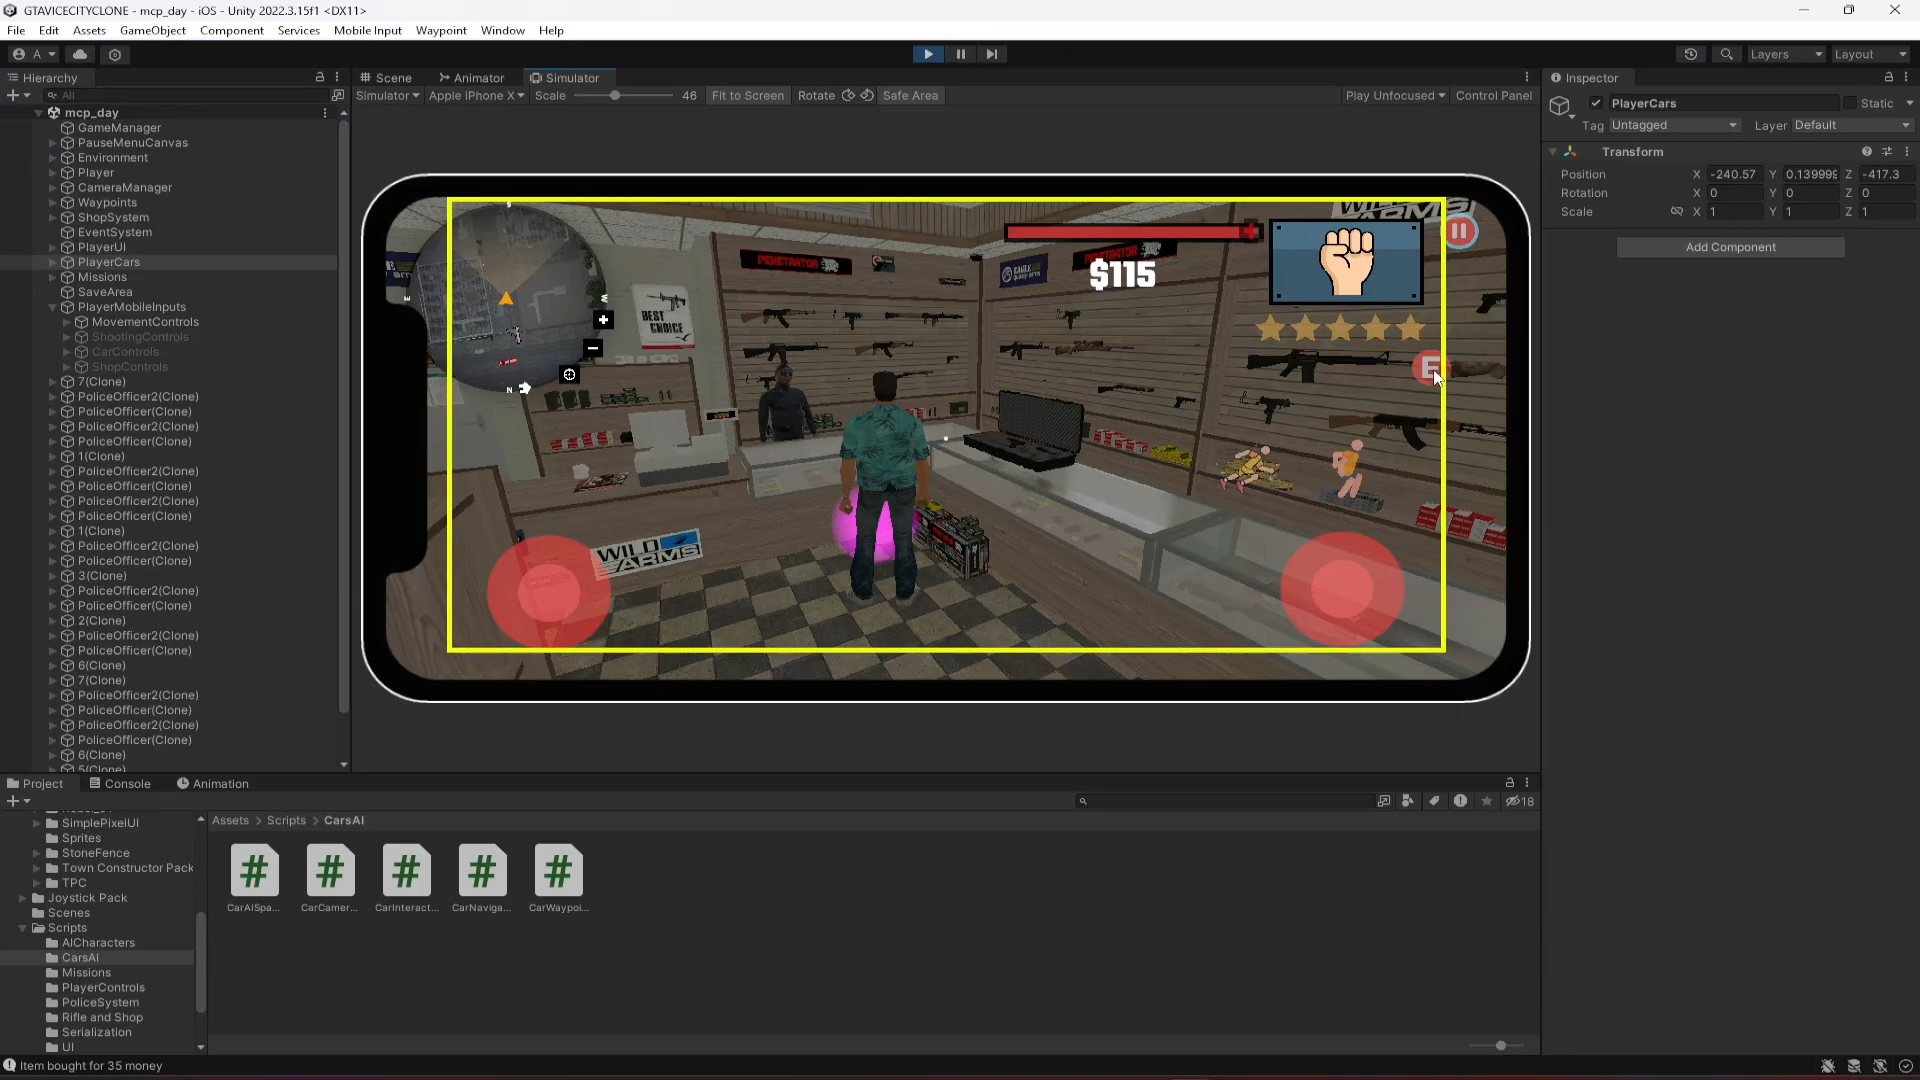 GTAVICECITYCLONE - mcp_day - iOS - Unity 2022.3.15f1 <DX11>
File Edit Assets GameObject Component Services Mobile Input Waypoint Window Help
A Layers Layout
Hierarchy
All
mcp_day
GameManager
PauseMenuCanvas
Environment
Player
CameraManager
Waypoints
ShopSystem
EventSystem
PlayerUI
PlayerCars
Missions
SaveArea
PlayerMobileInputs
MovementControls
ShootingControls
CarControls
ShopControls
7(Clone)
PoliceOfficer2(Clone)
PoliceOfficer(Clone)
PoliceOfficer2(Clone)
PoliceOfficer(Clone)
1(Clone)
PoliceOfficer2(Clone)
PoliceOfficer(Clone)
PoliceOfficer2(Clone)
PoliceOfficer(Clone)
1(Clone)
PoliceOfficer2(Clone)
PoliceOfficer(Clone)
3(Clone)
PoliceOfficer2(Clone)
PoliceOfficer(Clone)
2(Clone)
PoliceOfficer2(Clone)
PoliceOfficer(Clone)
6(Clone)
7(Clone)
PoliceOfficer2(Clone)
PoliceOfficer(Clone)
PoliceOfficer2(Clone)
PoliceOfficer(Clone)
6(Clone)
5(Clone)
Scene Animator Simulator
Simulator Apple iPhone X Scale 46 Fit to Screen Rotate Safe Area Play Unfocused Control Panel
S
E
W
N
PENETRATOR
EAGLE
PENETRATOR
WILD ARMS
$115
BEST
CHOICE
E
WILD
ARMS
Inspector
PlayerCars Static
Tag Untagged Layer Default
Transform
Position X -240.57 Y 0.139999 Z -417.3
Rotation X 0 Y 0 Z 0
Scale X 1 Y 1 Z 1
Add Component
Project Console Animation
18
SimplePixelUI
Sprites
StoneFence
Town Constructor Pack
TPC
Joystick Pack
Scenes
Scripts
AICharacters
CarsAI
Missions
PlayerControls
PoliceSystem
Rifle and Shop
Serialization
UI
Assets > Scripts > CarsAI
CarAISpa... CarCamer... CarInteract... CarNaviga... CarWaypoi...
Item bought for 35 money